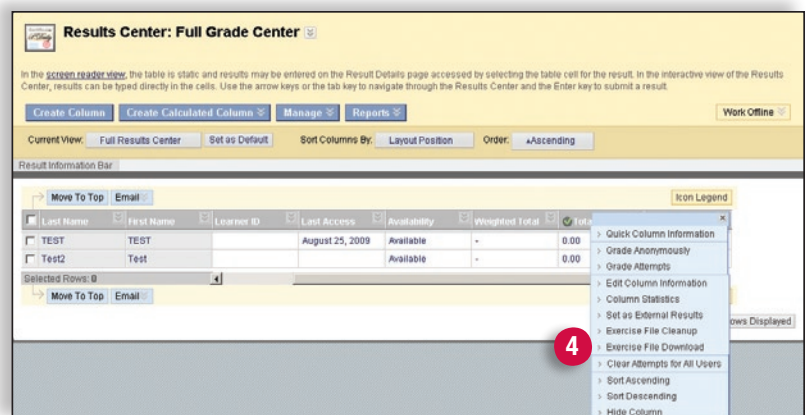 Results Center: Full Grade Center
In the screen reader view, the table is static and results may be entered on the Result Details page accessed by selecting the table cell for the result. In the interactive view of the Results
Center, results can be typed directly in the cells. Use the arrow keys or the tab key to navigate through the Results Center and the Enter key to submit a result.
Create Column Create Calculated Column Manage Reports Work Offline
Current View: Full Results Center Set as Default Sort Columns By: Layout Position Order: Ascending
Result Information Bar
Move To Top Email Icon Legend
Last Name First Name Learner ID Last Access Availability Weighted Total Tota
TEST TEST August 25, 2009 Available - 0.00
Test2 Test Available - 0.00
Selected Rows: 0
Move To Top Email
ows Displayed
Quick Column Information
Grade Anonymously
Grade Attempts
Edit Column Information
Column Statistics
Set as External Results
Exercise File Cleanup
4 Exercise File Download
Clear Attempts for All Users
Sort Ascending
Sort Descending
Hide Column